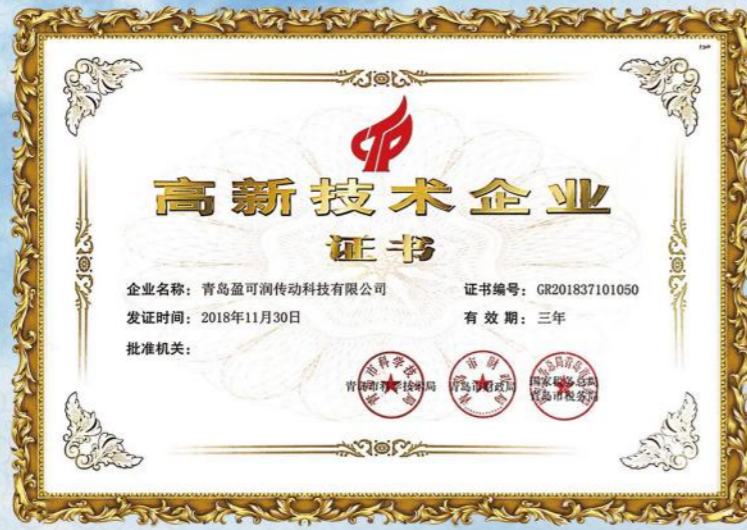 高新技术企业
证书
企业名称：青岛盈可润传动科技有限公司 证书编号：GR201837101050
发证时间：2018年11月30日 有效期：三年
批准机关：
青岛市科学技术局 青岛市财政局 国家税务总局
青岛市税务局